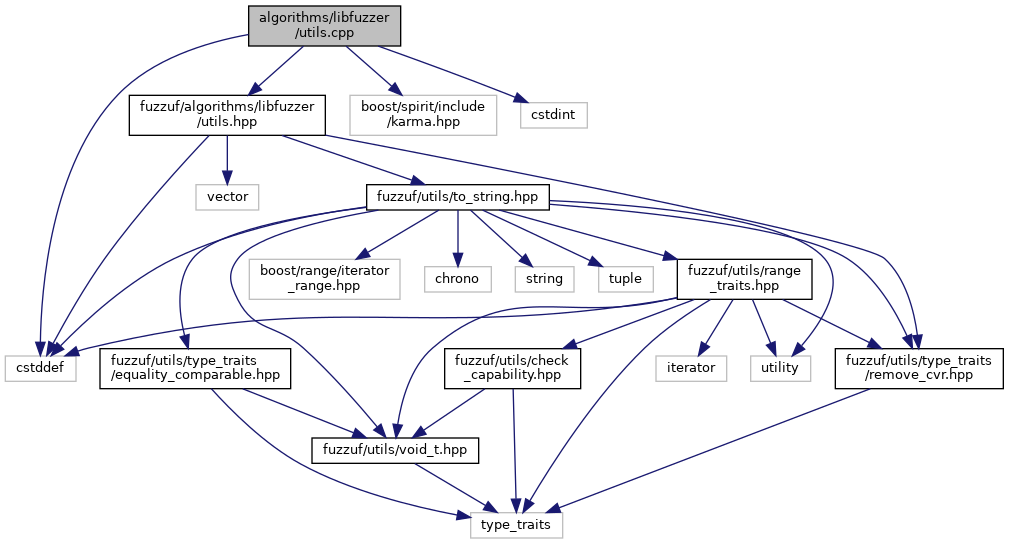 algorithms/libfuzzer
/utils.cpp
fuzzuf/algorithms/libfuzzer
/utils.hpp
boost/spirit/include
/karma.hpp
cstdint
vector
fuzzuf/utils/to_string.hpp
boost/range/iterator
_range.hpp
chrono
string
tuple
fuzzuf/utils/range
_traits.hpp
cstddef
fuzzuf/utils/type_traits
/equality_comparable.hpp
fuzzuf/utils/check
_capability.hpp
iterator
utility
fuzzuf/utils/type_traits
/remove_cvr.hpp
fuzzuf/utils/void_t.hpp
type_traits